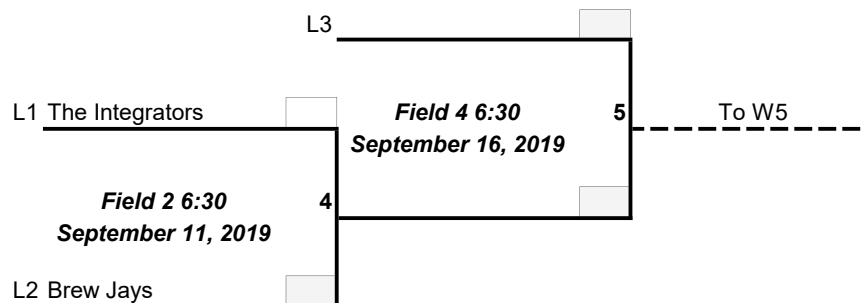 L3
L1 The Integrators
Field 4 6:30
5
To W5
September 16, 2019
Field 2 6:30
4
September 11, 2019
L2 Brew Jays